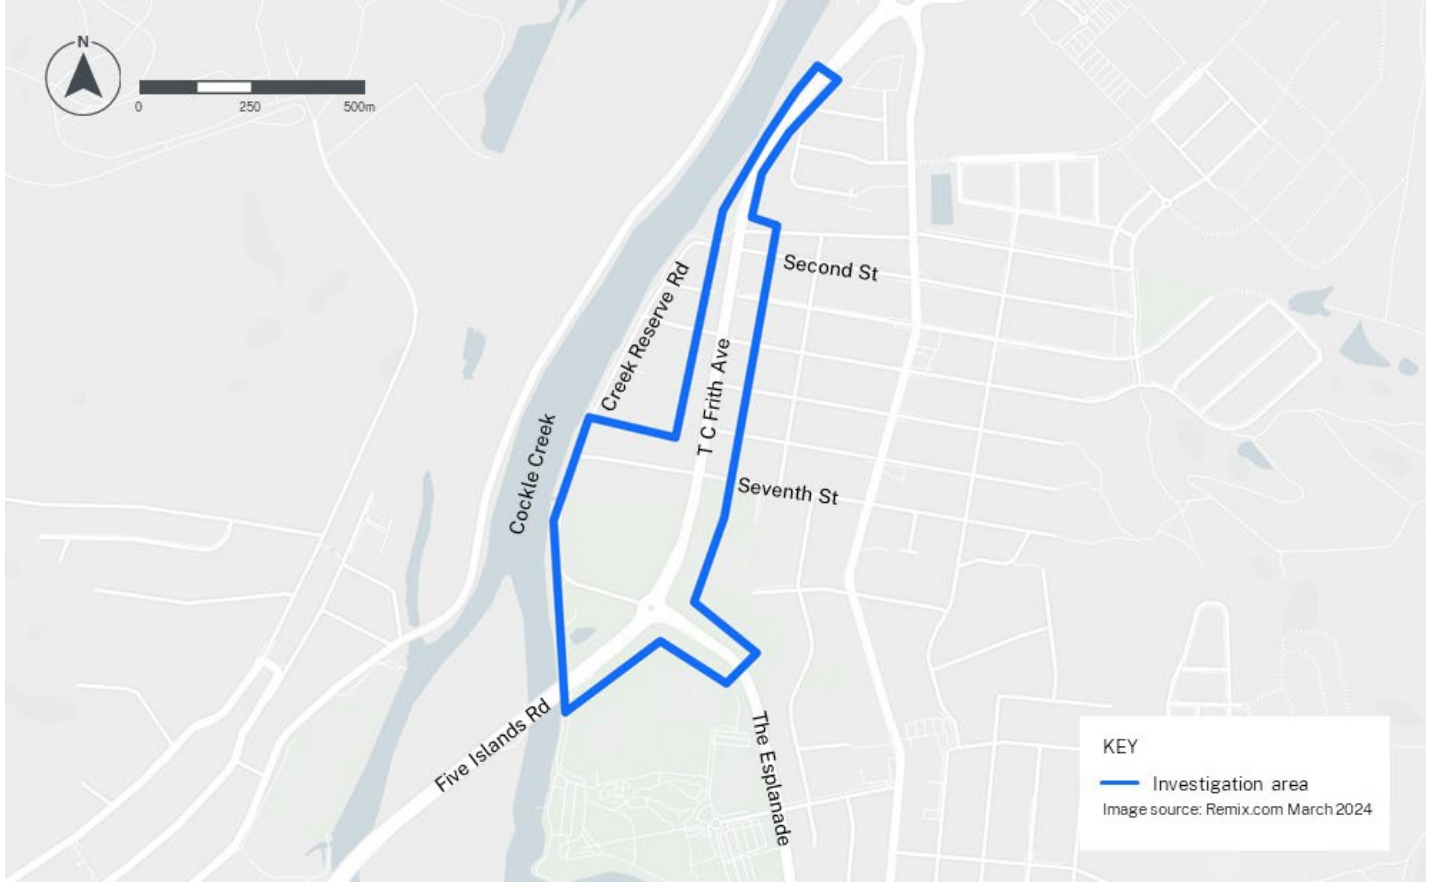 N
0 250 500m
Second St
Creek Reserve Rd
T C Frith Ave
Cockle Creek
Seventh St
Five Islands Rd
The Esplanade
KEY
Investigation area
Image source: Remix.com March 2024